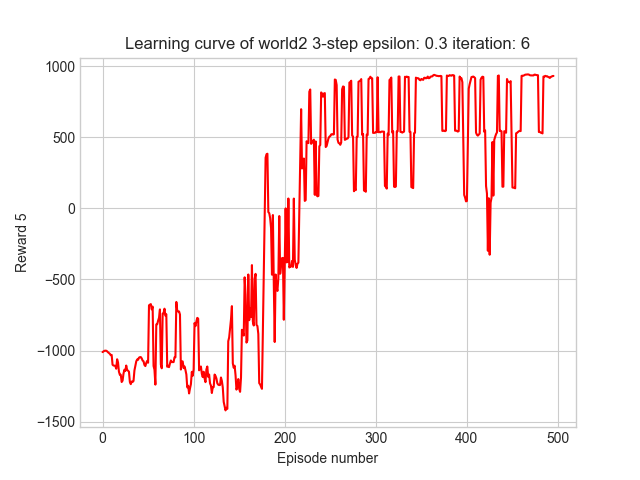 Learning curve of world2 3-step epsilon: 0.3 iteration: 6
1000
500
0
−500
−1000
−1500
Reward 5
0 100 200 300 400 500
Episode number